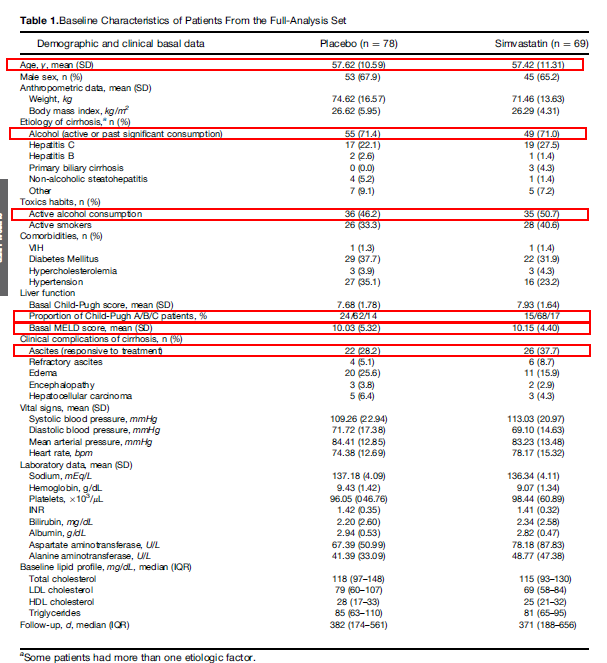 Table 1.Baseline Characteristics of Patients From the Full-Analysis Set
Demographic and clinical basal data Placebo (n = 78) Simvastatin (n = 69)
Age, y, mean (SD) 57.62 (10.59) 57.42 (11.31)
Male sex, n (%) 53 (67.9) 45 (65.2)
Anthropometric data, mean (SD)
Weight, kg 74.62 (16.57) 71.46 (13.63)
Body mass index, kg/m² 26.62 (5.95) 26.29 (4.31)
Etiology of cirrhosis,ᵃ n (%)
Alcohol (active or past significant consumption) 55 (71.4) 49 (71.0)
Hepatitis C 17 (22.1) 19 (27.5)
Hepatitis B 2 (2.6) 1 (1.4)
Primary biliary cirrhosis 0 (0.0) 3 (4.3)
Non-alcoholic steatohepatitis 4 (5.2) 1 (1.4)
Other 7 (9.1) 5 (7.2)
Toxics habits, n (%)
Active alcohol consumption 36 (46.2) 35 (50.7)
Active smokers 26 (33.3) 28 (40.6)
Comorbidities, n (%)
VIH 1 (1.3) 1 (1.4)
Diabetes Mellitus 29 (37.7) 22 (31.9)
Hypercholesterolemia 3 (3.9) 3 (4.3)
Hypertension 27 (35.1) 16 (23.2)
Liver function
Basal Child-Pugh score, mean (SD) 7.68 (1.78) 7.93 (1.64)
Proportion of Child-Pugh A/B/C patients, % 24/62/14 15/68/17
Basal MELD score, mean (SD) 10.03 (5.32) 10.15 (4.40)
Clinical complications of cirrhosis, n (%)
Ascites (responsive to treatment) 22 (28.2) 26 (37.7)
Refractory ascites 4 (5.1) 6 (8.7)
Edema 20 (25.6) 11 (15.9)
Encephalopathy 3 (3.8) 2 (2.9)
Hepatocellular carcinoma 5 (6.4) 3 (4.3)
Vital signs, mean (SD)
Systolic blood pressure, mmHg 109.26 (22.94) 113.03 (20.97)
Diastolic blood pressure, mmHg 71.72 (17.38) 69.10 (14.63)
Mean arterial pressure, mmHg 84.41 (12.85) 83.23 (13.48)
Heart rate, bpm 74.38 (12.69) 78.17 (15.32)
Laboratory data, mean (SD)
Sodium, mEq/L 137.18 (4.09) 136.34 (4.11)
Hemoglobin, g/dL 9.43 (1.42) 9.07 (1.34)
Platelets, ×10³/μL 96.05 (046.76) 98.44 (60.89)
INR 1.42 (0.35) 1.41 (0.32)
Bilirubin, mg/dL 2.20 (2.60) 2.34 (2.58)
Albumin, g/dL 2.94 (0.53) 2.82 (0.47)
Aspartate aminotransferase, U/L 67.39 (50.99) 78.18 (87.83)
Alanine aminotransferase, U/L 41.39 (33.09) 48.77 (47.38)
Baseline lipid profile, mg/dL, median (IQR)
Total cholesterol 118 (97–148) 115 (93–130)
LDL cholesterol 79 (60–107) 69 (58–84)
HDL cholesterol 28 (17–33) 25 (21–32)
Triglycerides 85 (63–110) 81 (65–95)
Follow-up, d, median (IQR) 382 (174–561) 371 (188–656)
ᵃSome patients had more than one etiologic factor.